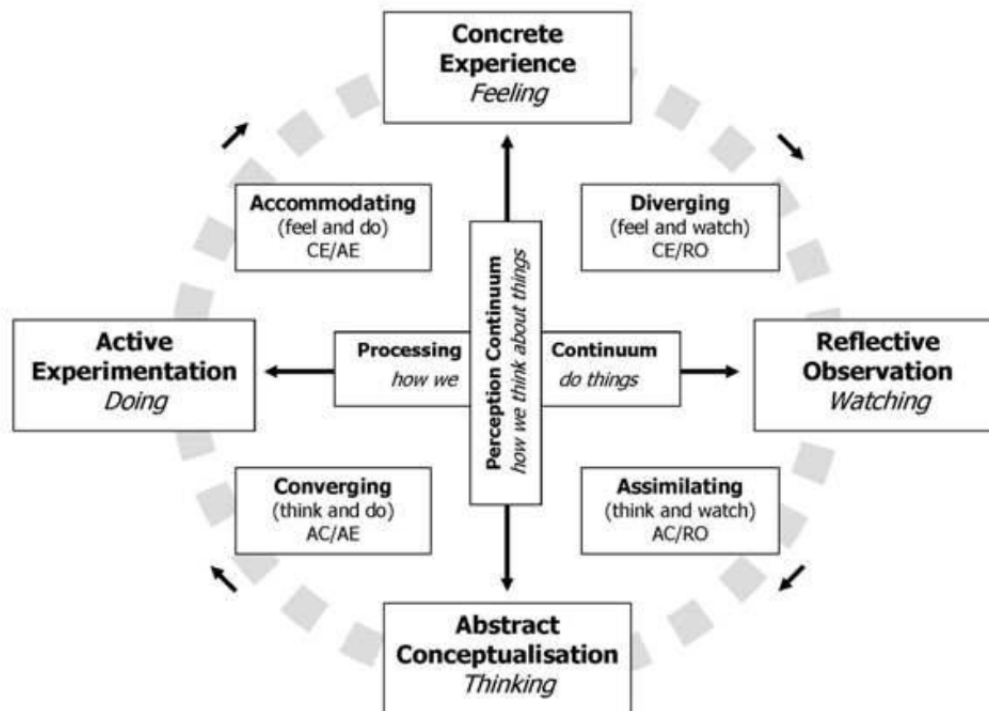 Concrete
Experience
Feeling
Accommodating
(feel and do)
CE/AE
Diverging
(feel and watch)
CE/RO
Perception Continuum
how we think about things
Active
Experimentation
Doing
Processing
how we
Continuum
do things
Reflective
Observation
Watching
Converging
(think and do)
AC/AE
Assimilating
(think and watch)
AC/RO
Abstract
Conceptualisation
Thinking